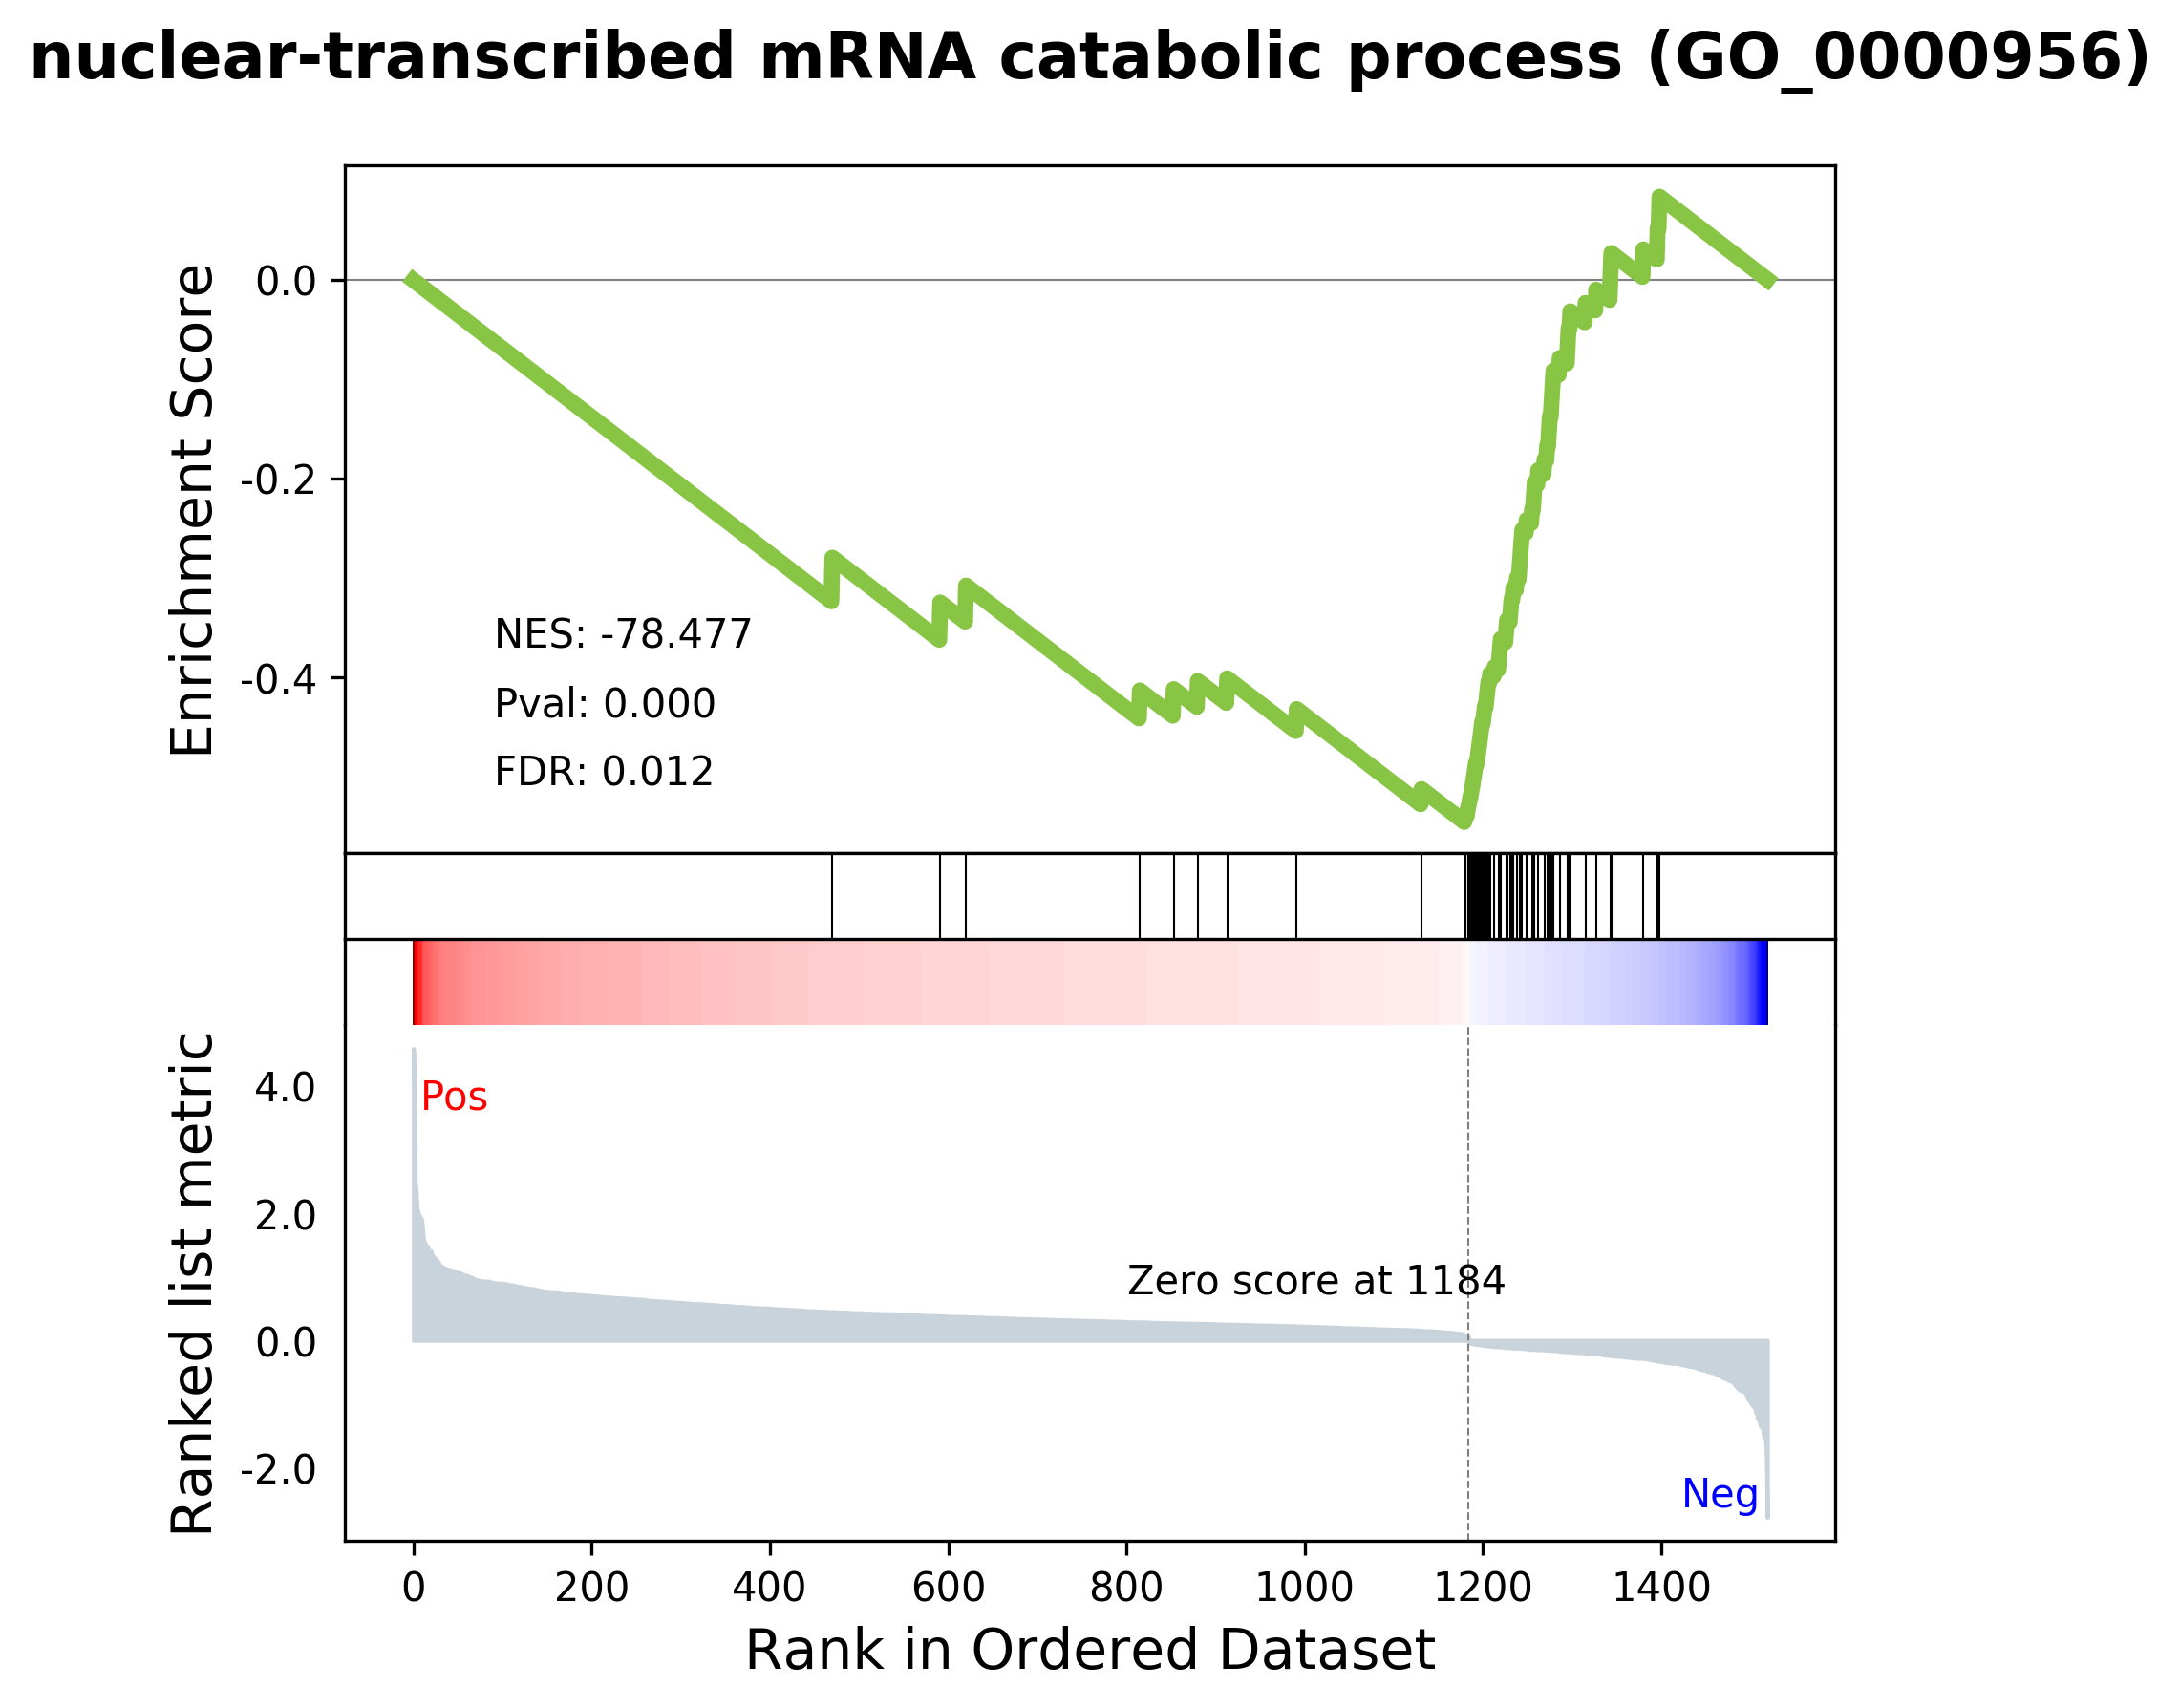 nuclear-transcribed mRNA catabolic process (GO_0000956)
Enrichment Score
0.0
-0.2
-0.4
NES: -78.477
Pval: 0.000
FDR: 0.012
Ranked list metric
4.0
2.0
0.0
-2.0
Pos
Zero score at 1184
Neg
0 200 400 600 800 1000 1200 1400
Rank in Ordered Dataset